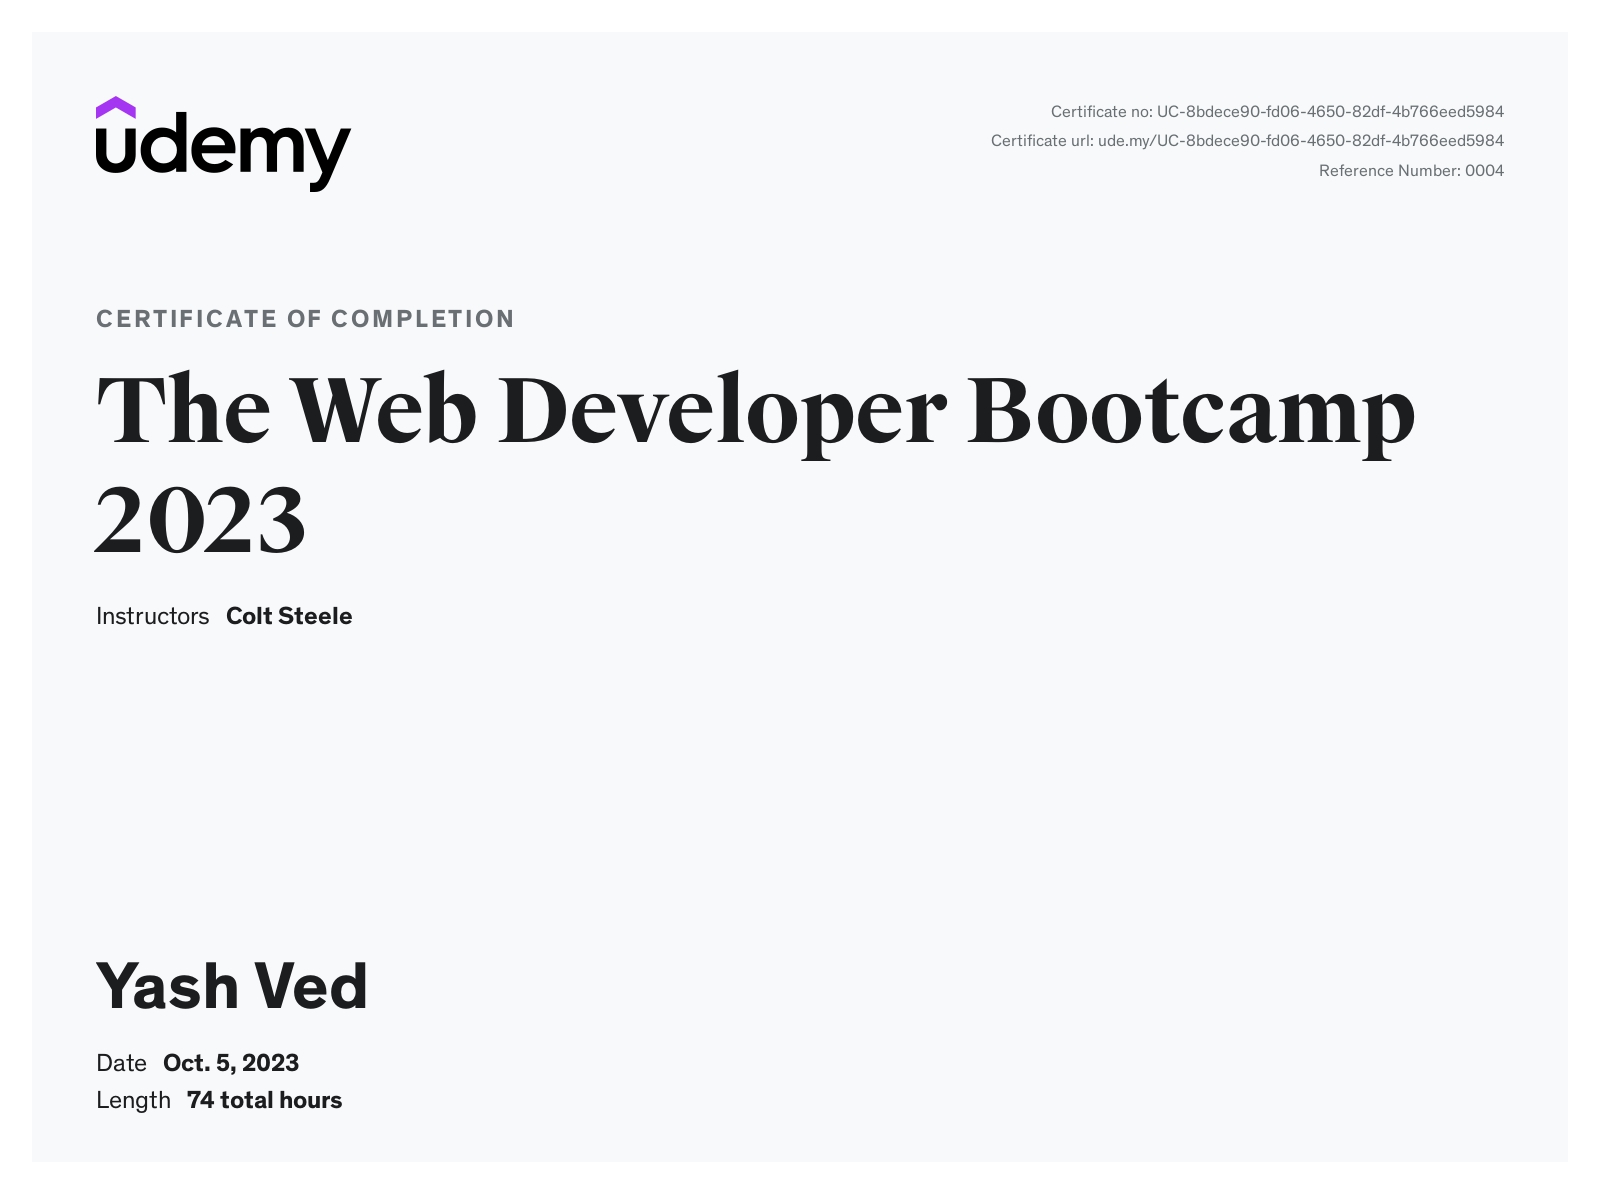 udemy
Certificate no: UC-8bdece90-fd06-4650-82df-4b766eed5984
Certificate url: ude.my/UC-8bdece90-fd06-4650-82df-4b766eed5984
Reference Number: 0004
CERTIFICATE OF COMPLETION
The Web Developer Bootcamp
2023
Instructors Colt Steele
Yash Ved
Date Oct. 5, 2023
Length 74 total hours